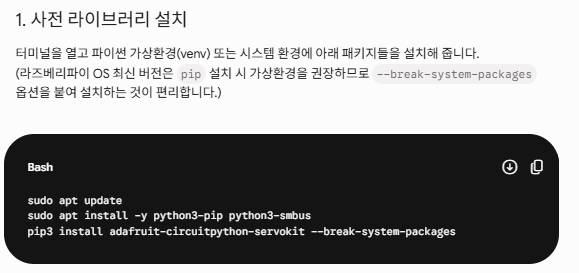 1. 사전 라이브러리 설치
터미널을 열고 파이썬 가상환경(venv) 또는 시스템 환경에 아래 패키지들을 설치해 줍니다.
(라즈베리파이 OS 최신 버전은 pip 설치 시 가상환경을 권장하므로 --break-system-packages
옵션을 붙여 설치하는 것이 편리합니다.)
Bash
sudo apt update
sudo apt install -y python3-pip python3-smbus
pip3 install adafruit-circuitpython-servokit --break-system-packages